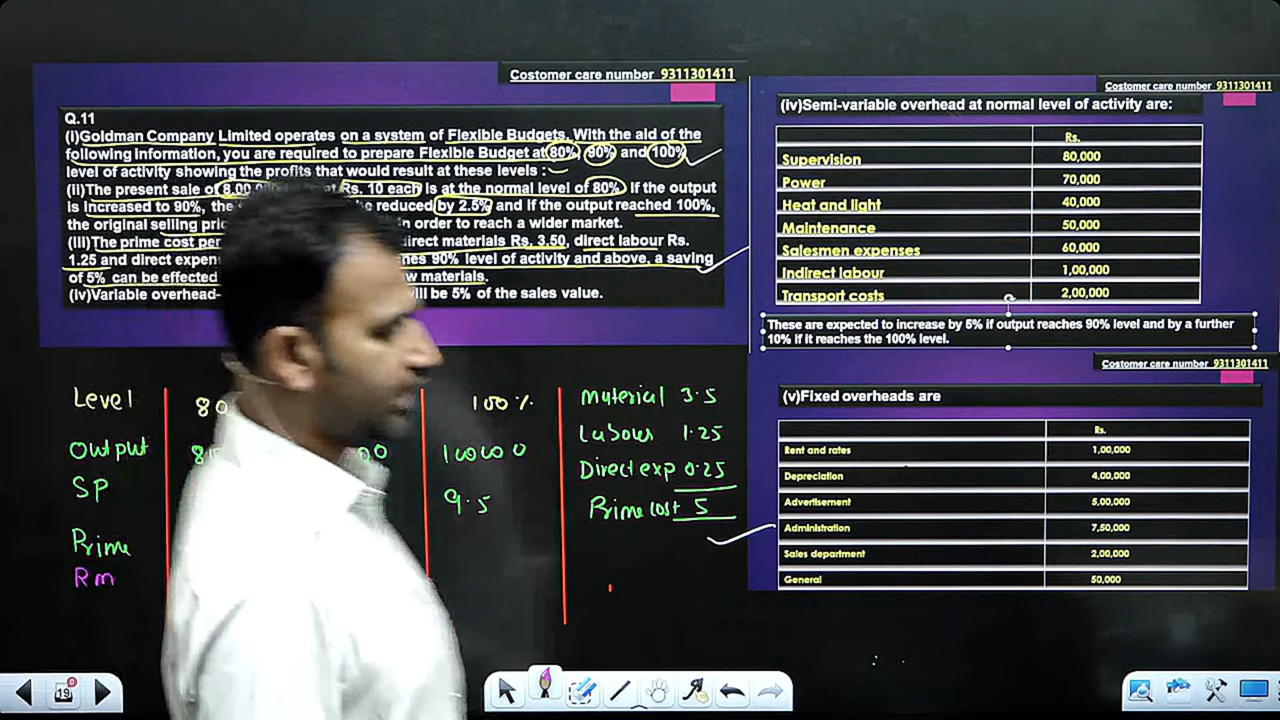 Costomer care number 9311301411
Q.11
(i)Goldman Company Limited operates on a system of Flexible Budgets. With the aid of the
following information, you are required to prepare Flexible Budget at 80% 90% and 100%
level of activity showing the profits that would result at these levels :
(ii)The present sale of Rs. 10 each is at the normal level of 80%. If the output
is increased to 90%, the reduced by 2.5% and if the output reached 100%,
the original selling in order to reach a wider market.
(III)The prime cost per direct materials Rs. 3.50, direct labour Rs.
1.25 and direct 90% level of activity and above, a saving
of 5% can be effected materials.
(iv)Variable overhead- will be 5% of the sales value.
Costomer care number 9311301411
(iv)Semi-variable overhead at normal level of activity are:
Rs.
Supervision 80,000
Power 70,000
Heat and light 40,000
Maintenance 50,000
Salesmen expenses 60,000
Indirect labour 1,00,000
Transport costs 2,00,000
These are expected to increase by 5% if output reaches 90% level and by a further
10% if it reaches the 100% level.
Costomer care number 9311301411
(v)Fixed overheads are
Rs.
Rent and rates 1,00,000
Depreciation 4,00,000
Advertisement 5,00,000
Administration 7,50,000
Sales department 2,00,000
General 50,000
Level 100%
Output
SP 9.5
Prime
Rm
Material 3.5
Labour 1.25
Direct exp 0.25
Prime cost 5
19